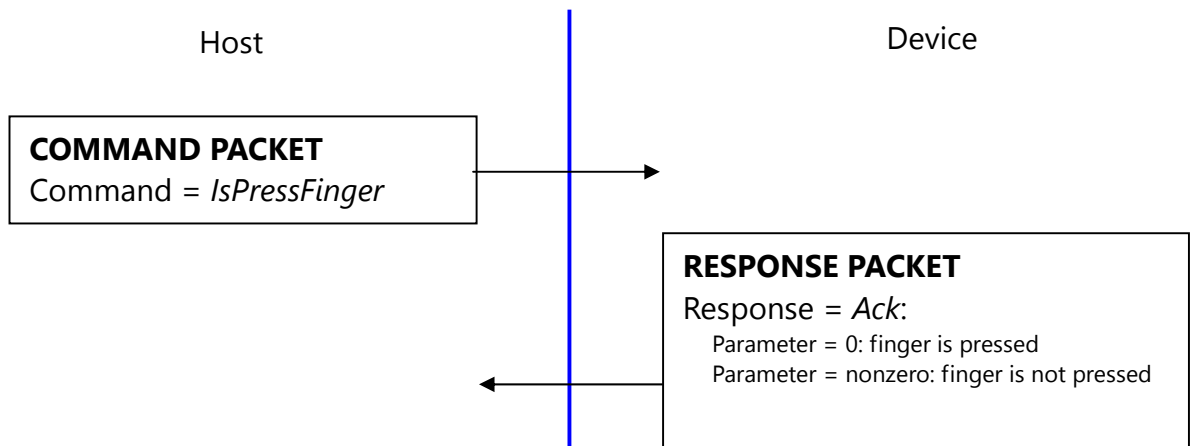 Host
Device
COMMAND PACKET
Command = IsPressFinger
RESPONSE PACKET
Response = Ack:
Parameter = 0: finger is pressed
Parameter = nonzero: finger is not pressed